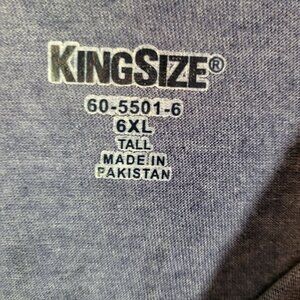 KINGSIZE®
60-5501-6
6XL
TALL
MADE IN
PAKISTAN